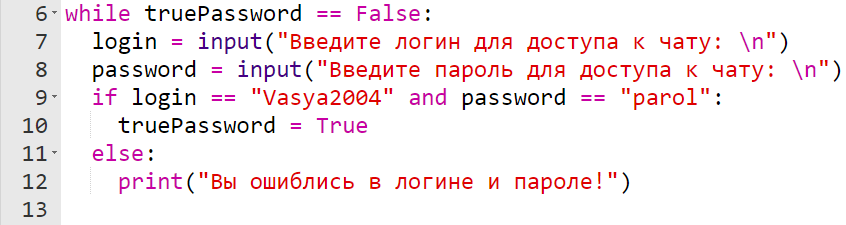 6 while truePassword == False:
7 login = input("Введите логин для доступа к чату: \n")
8 password = input("Введите пароль для доступа к чату: \n")
9 if login == "Vasya2004" and password == "parol":
10 truePassword = True
11 else:
12 print("Вы ошиблись в логине и пароле!")
13